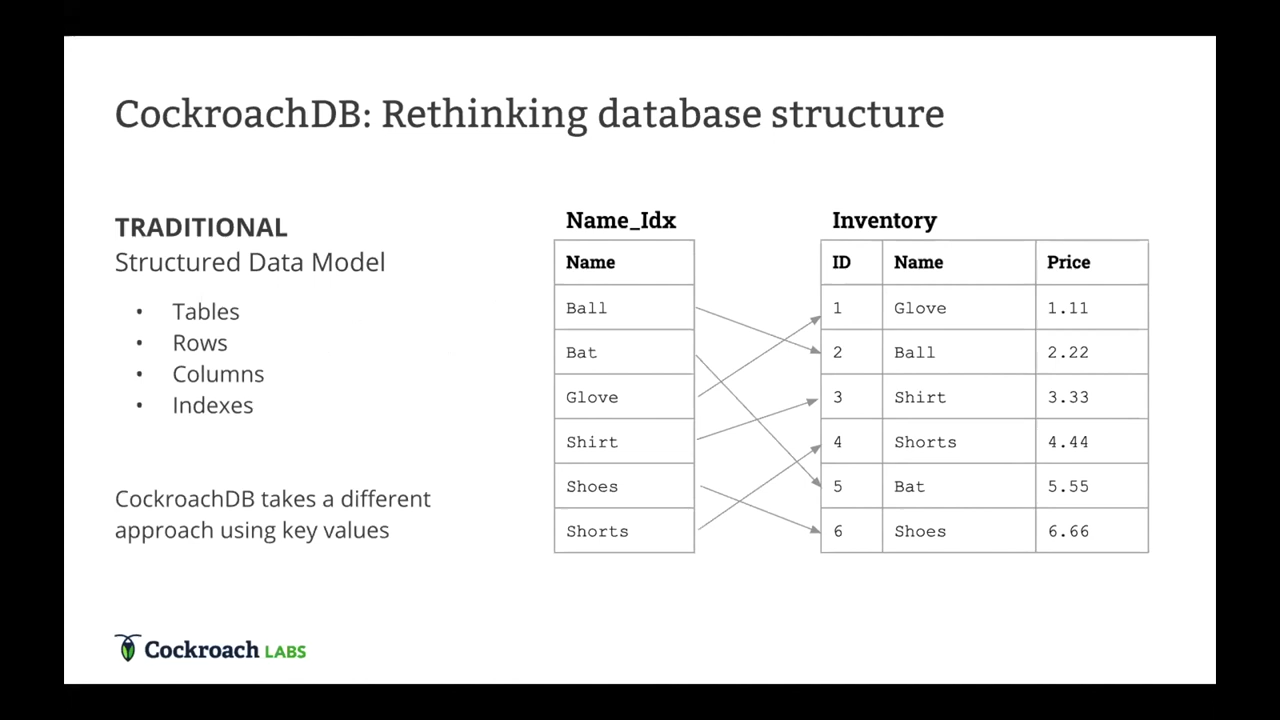 CockroachDB: Rethinking database structure
TRADITIONAL
Structured Data Model
• Tables
• Rows
• Columns
• Indexes
CockroachDB takes a different
approach using key values
Name_Idx
Name
Ball
Bat
Glove
Shirt
Shoes
Shorts
Inventory
ID Name Price
1 Glove 1.11
2 Ball 2.22
3 Shirt 3.33
4 Shorts 4.44
5 Bat 5.55
6 Shoes 6.66
Cockroach LABS